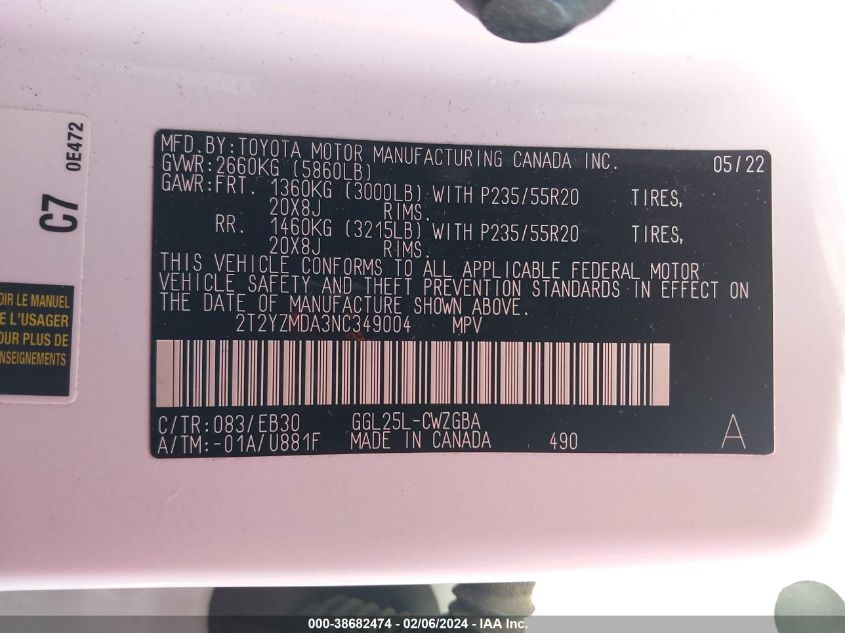 MFD.BY:TOYOTA MOTOR MANUFACTURING CANADA INC. 05/22
GVWR:2660KG (5860LB)
GAWR:FRT. 1360KG (3000LB) WITH P235/55R20 TIRES,
20X8J RIMS.
RR. 1460KG (3215LB) WITH P235/55R20 TIRES,
20X8J RIMS.
THIS VEHICLE CONFORMS TO ALL APPLICABLE FEDERAL MOTOR
VEHICLE SAFETY AND THEFT PREVENTION STANDARDS IN EFFECT ON
THE DATE OF MANUFACTURE SHOWN ABOVE.
2T2YZMDA3NC349004 MPV
C/TR:083/EB30 GGL25L-CWZGBA
A/TM:-01A/U881F MADE IN CANADA 490 A
C7 0E472
OIR LE MANUEL
E L'USAGER
OUR PLUS DE
ENSEIGNEMENTS
000-38682474 — 02/06/2024 — IAA Inc.